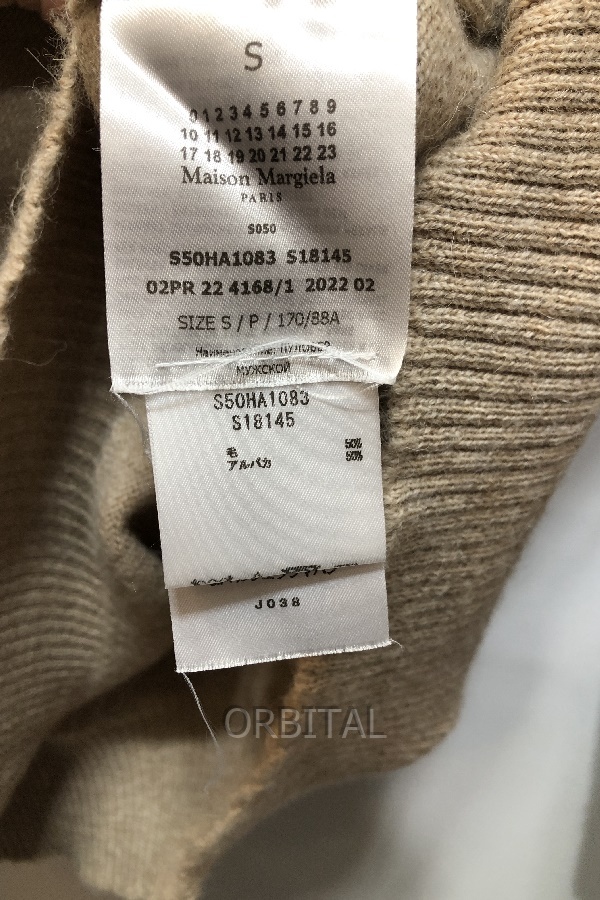 S
0 1 2 3 4 5 6 7 8 9
10 11 12 13 14 15 16
17 18 19 20 21 22 23
Maison Margiela
PARIS
S050
S50HA1083 S18145
02PR 22 4168/1 2022 02
SIZE S / P / 170/88A
Наименование:
МУЖСКОЙ
S50HA1083
S18145
毛 50%
アルパカ 50%
J038
ORBITAL